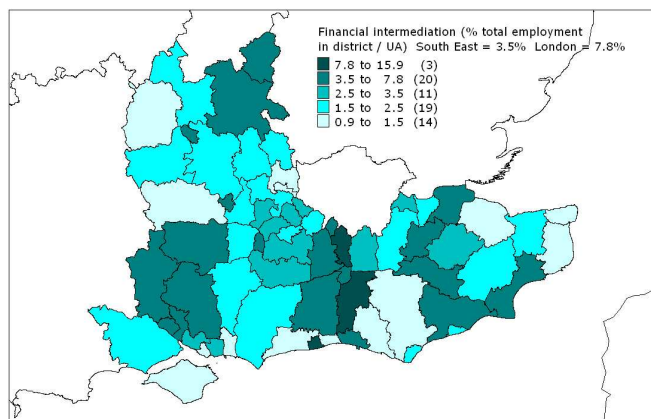 Financial intermediation (% total employment
in district / UA) South East = 3.5% London = 7.8%
7.8 to 15.9 (3)
3.5 to 7.8 (20)
2.5 to 3.5 (11)
1.5 to 2.5 (19)
0.9 to 1.5 (14)